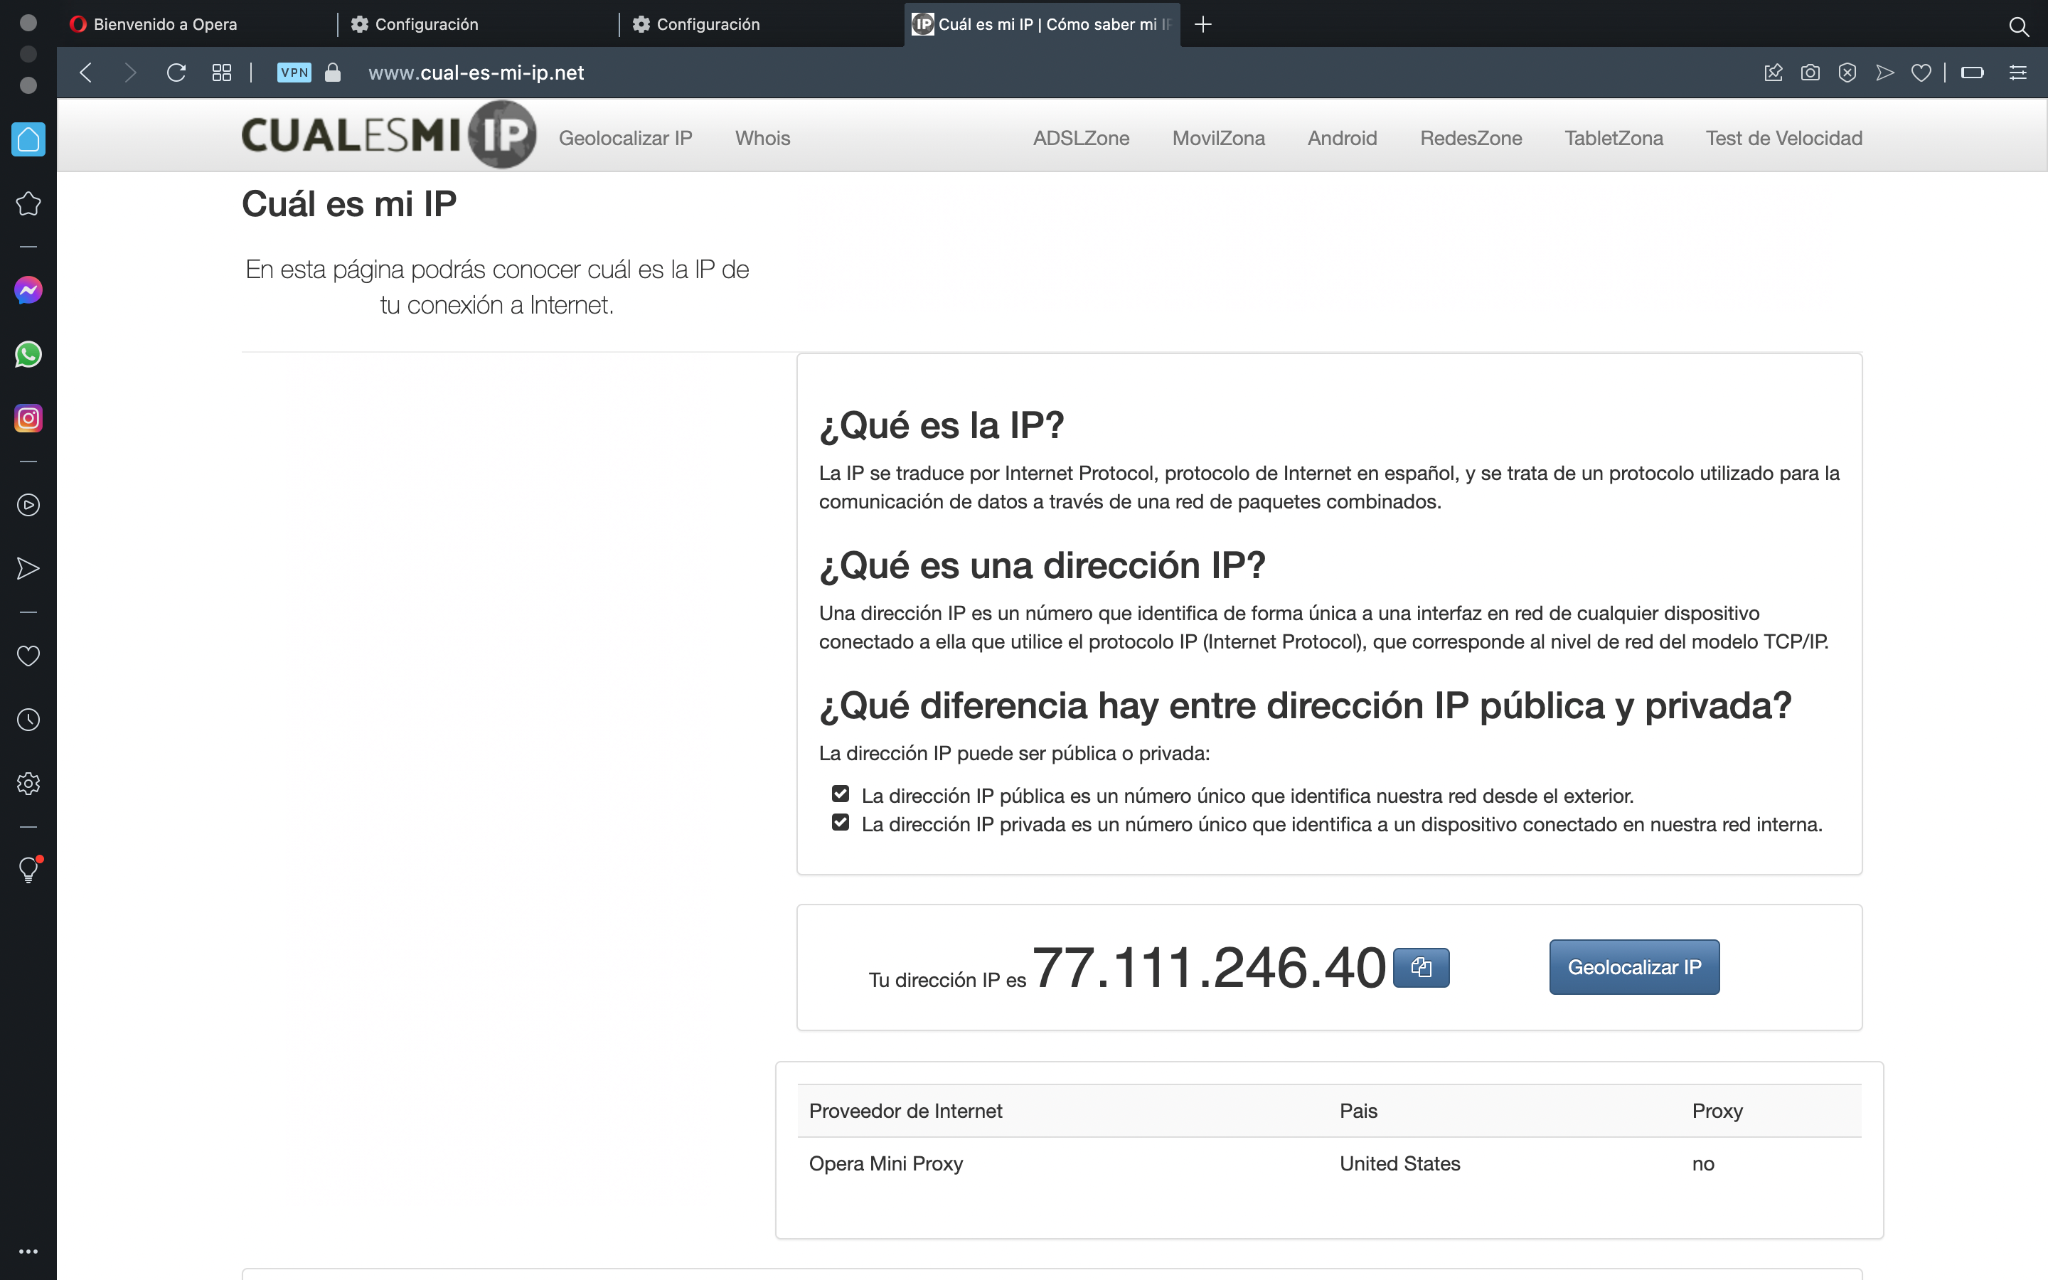 Bienvenido a Opera
Configuración
Configuración
IP Cuál es mi IP | Cómo saber mi IP
VPN
www.cual-es-mi-ip.net
CUALESMI IP
Geolocalizar IP
Whois
ADSLZone
MovilZona
Android
RedesZone
TabletZona
Test de Velocidad
Cuál es mi IP
En esta página podrás conocer cuál es la IP de
tu conexión a Internet.
¿Qué es la IP?
La IP se traduce por Internet Protocol, protocolo de Internet en español, y se trata de un protocolo utilizado para la
comunicación de datos a través de una red de paquetes combinados.
¿Qué es una dirección IP?
Una dirección IP es un número que identifica de forma única a una interfaz en red de cualquier dispositivo
conectado a ella que utilice el protocolo IP (Internet Protocol), que corresponde al nivel de red del modelo TCP/IP.
¿Qué diferencia hay entre dirección IP pública y privada?
La dirección IP puede ser pública o privada:
La dirección IP pública es un número único que identifica nuestra red desde el exterior.
La dirección IP privada es un número único que identifica a un dispositivo conectado en nuestra red interna.
Tu dirección IP es 77.111.246.40
Geolocalizar IP
Proveedor de Internet
Pais
Proxy
Opera Mini Proxy
United States
no